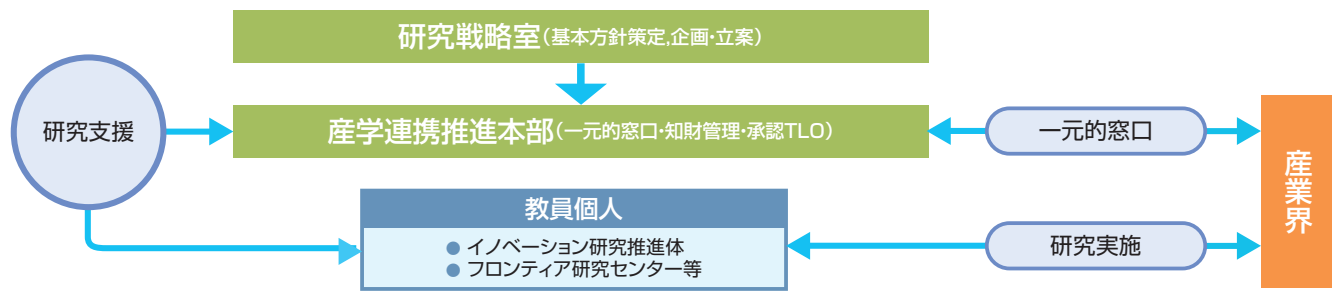 研究戦略室(基本方針策定,企画・立案)
研究支援
産学連携推進本部(一元的窓口・知財管理・承認TLO)
一元的窓口
産業界
教員個人
● イノベーション研究推進体
● フロンティア研究センター等
研究実施